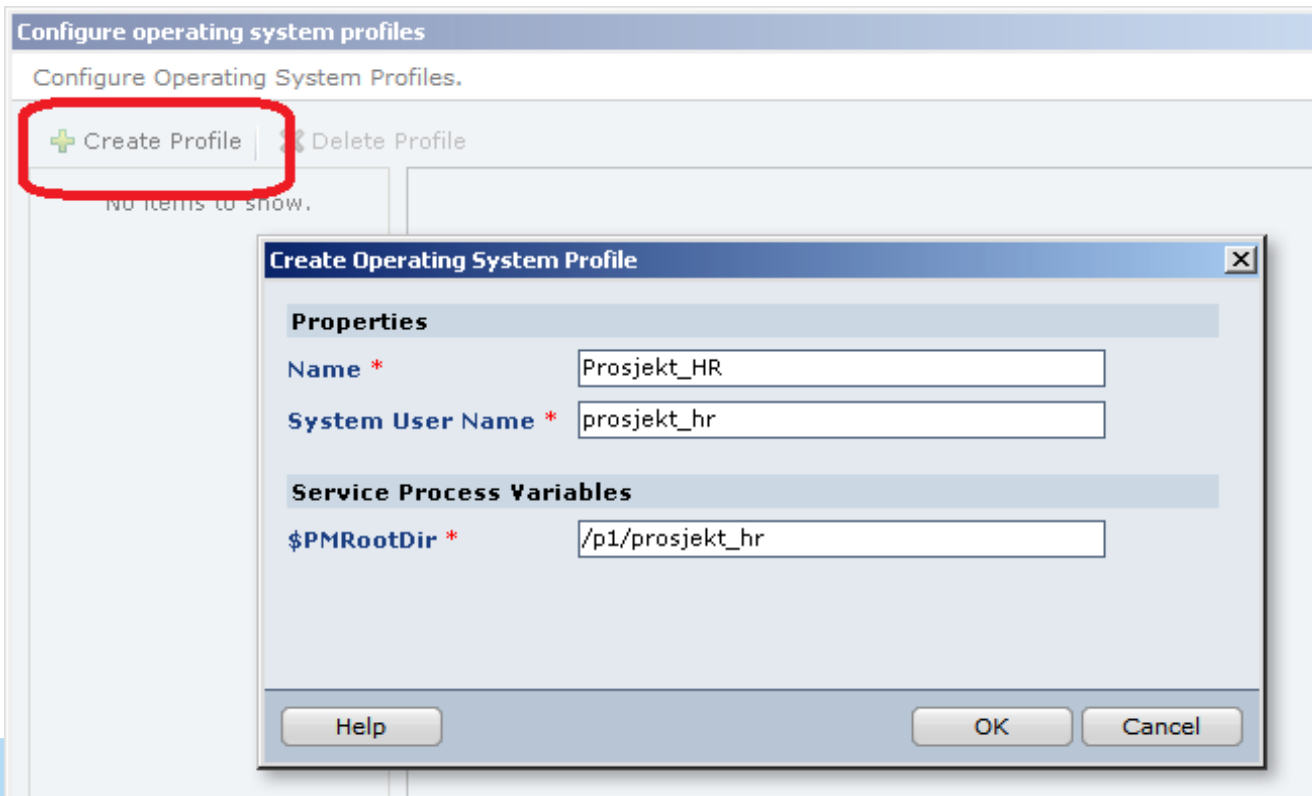 Configure operating system profiles
Configure Operating System Profiles.
Create Profile Delete Profile
No items to show.
Create Operating System Profile
Properties
Name * Prosjekt_HR
System User Name * prosjekt_hr
Service Process Variables
$PMRootDir * /p1/prosjekt_hr
Help OK Cancel